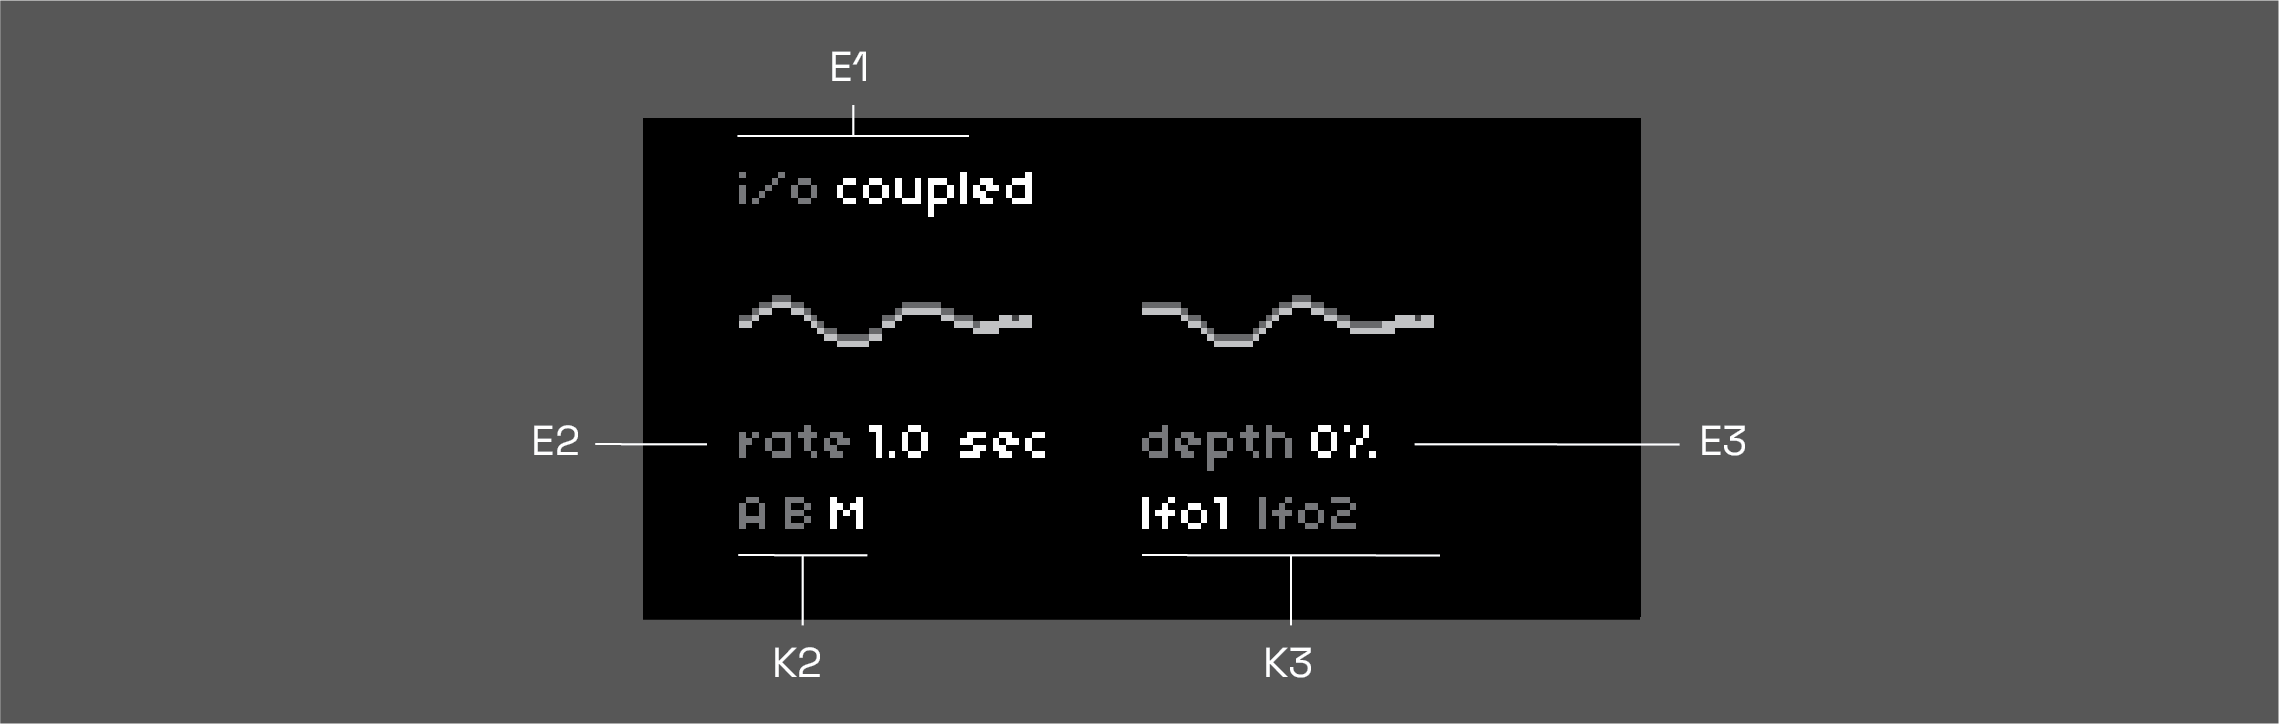 E1
i/o coupled
E2 rate 1.0 sec depth 0% E3
A B M lfo1 lfo2
K2 K3